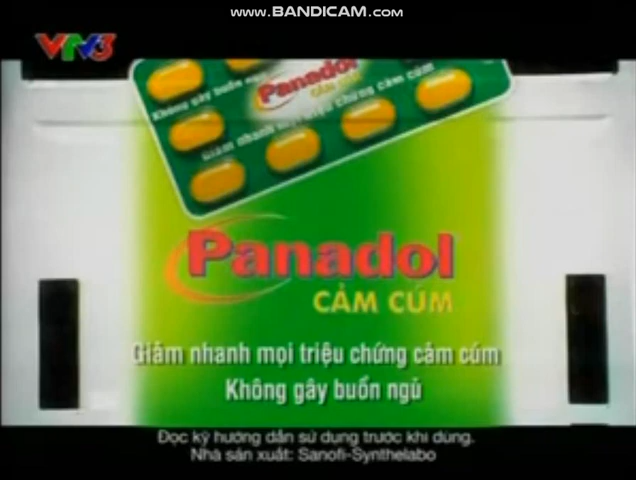 www.BANDICAM.com
VTV3
Panadol
CẢM CÚM
Không gây buồn ngủ
Giảm nhanh mọi triệu chứng cảm cúm
Panadol
CẢM CÚM
Giảm nhanh mọi triệu chứng cảm cúm
Không gây buồn ngủ
Đọc kỹ hướng dẫn sử dụng trước khi dùng.
Nhà sản xuất: Sanofi-Synthelabo